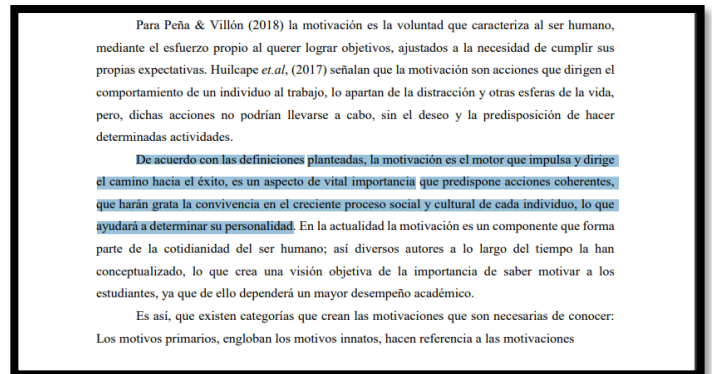 Para Peña & Villón (2018) la motivación es la voluntad que caracteriza al ser humano,
mediante el esfuerzo propio al querer lograr objetivos, ajustados a la necesidad de cumplir sus
propias expectativas. Huilcape et.al, (2017) señalan que la motivación son acciones que dirigen el
comportamiento de un individuo al trabajo, lo apartan de la distracción y otras esferas de la vida,
pero, dichas acciones no podrían llevarse a cabo, sin el deseo y la predisposición de hacer
determinadas actividades.
De acuerdo con las definiciones planteadas, la motivación es el motor que impulsa y dirige
el camino hacia el éxito, es un aspecto de vital importancia que predispone acciones coherentes,
que harán grata la convivencia en el creciente proceso social y cultural de cada individuo, lo que
ayudará a determinar su personalidad. En la actualidad la motivación es un componente que forma
parte de la cotidianidad del ser humano; así diversos autores a lo largo del tiempo la han
conceptualizado, lo que crea una visión objetiva de la importancia de saber motivar a los
estudiantes, ya que de ello dependerá un mayor desempeño académico.
Es así, que existen categorías que crean las motivaciones que son necesarias de conocer:
Los motivos primarios, engloban los motivos innatos, hacen referencia a las motivaciones